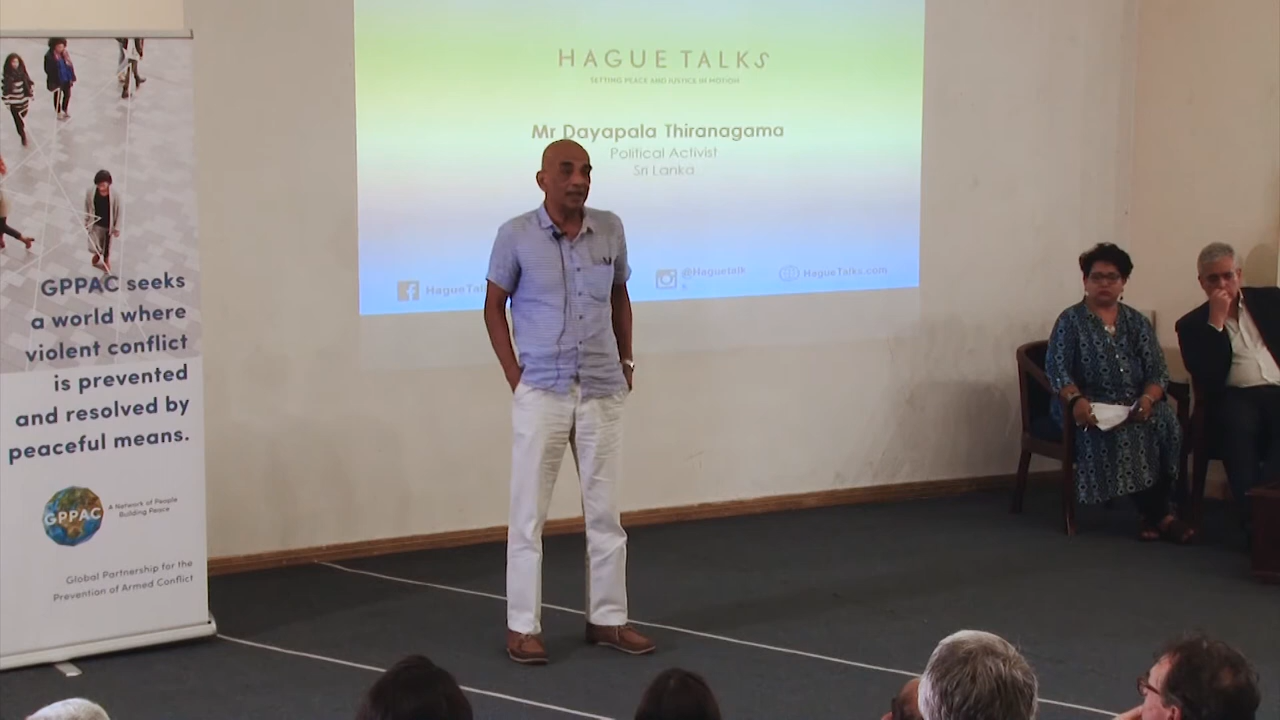 GPPAC seeks
a world where
violent conflict
is prevented
and resolved by
peaceful means.
GPPAC
A Network of People
Building Peace
Global Partnership for the
Prevention of Armed Conflict
HAGUE TALKS
SETTING PEACE AND JUSTICE IN MOTION
Mr Dayapala Thiranagama
Political Activist
Sri Lanka
f
@Haguetalk
s
HagueTalks.com